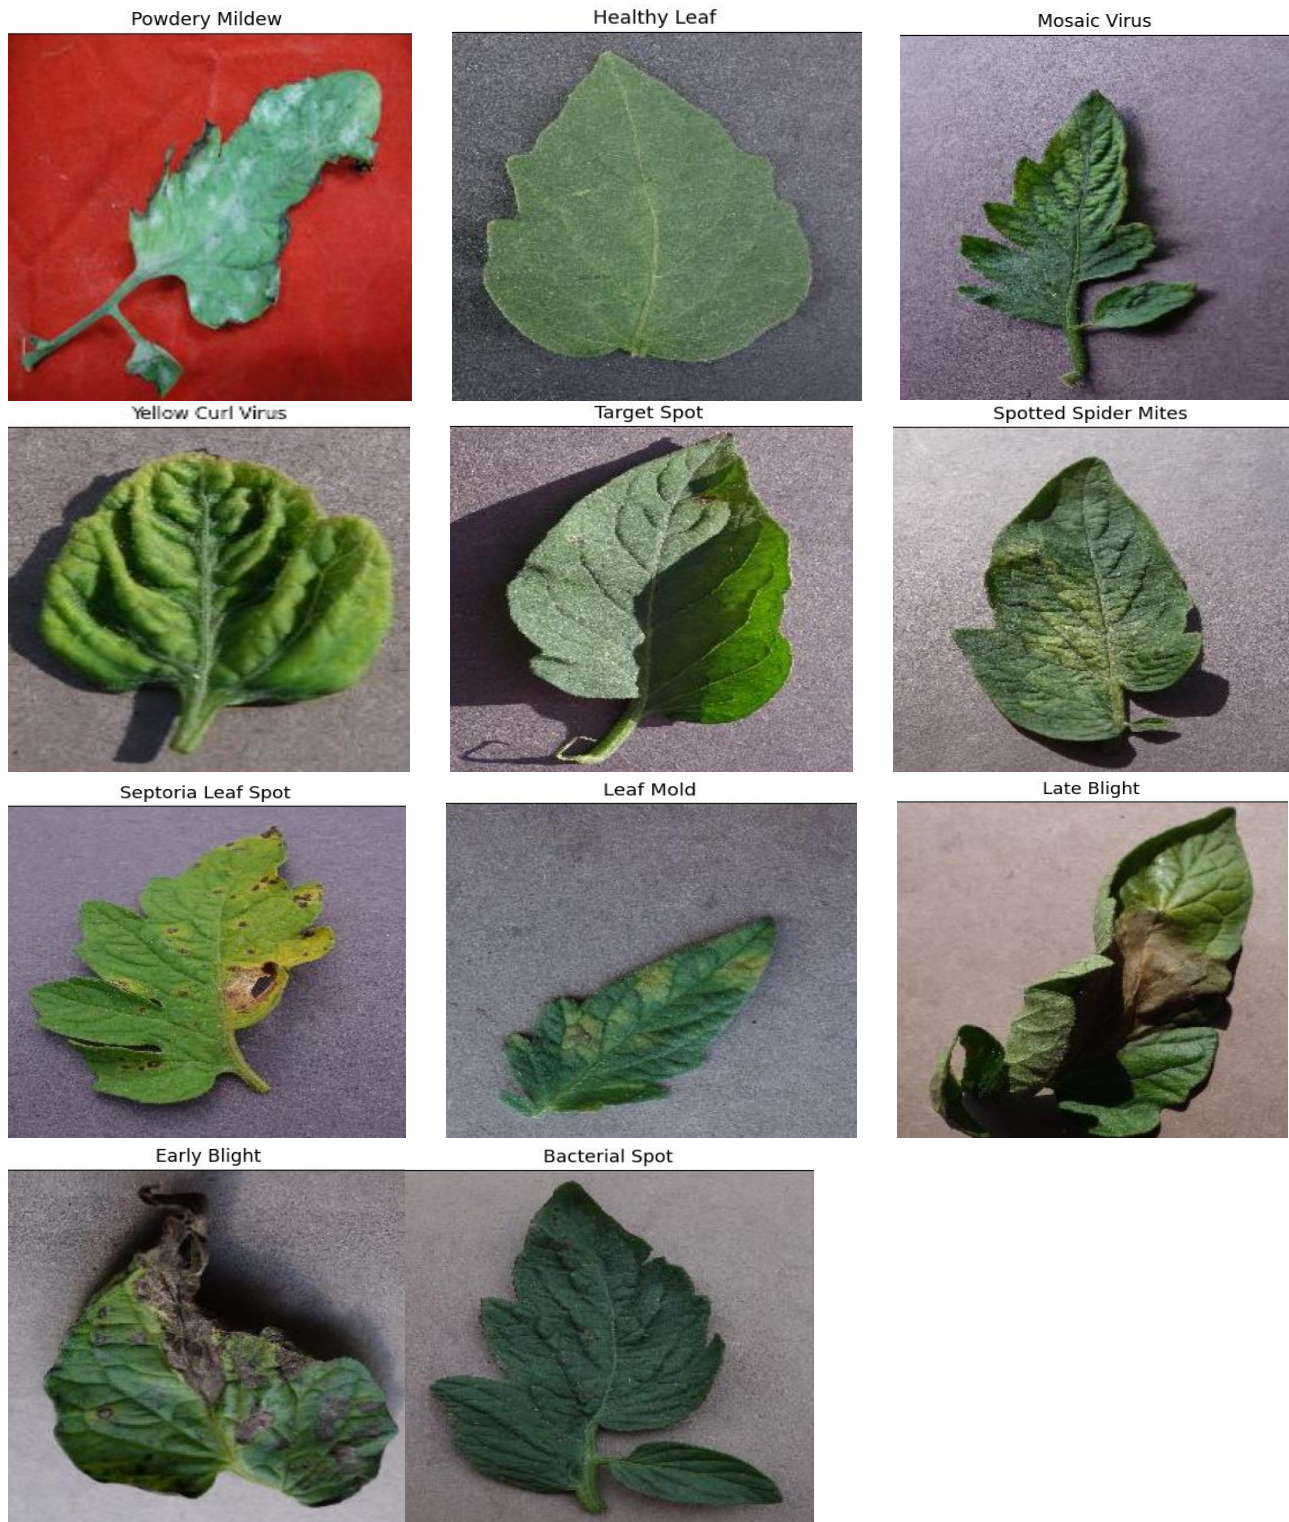 Powdery Mildew
Healthy Leaf
Mosaic Virus
Yellow Curl Virus
Target Spot
Spotted Spider Mites
Septoria Leaf Spot
Leaf Mold
Late Blight
Early Blight
Bacterial Spot